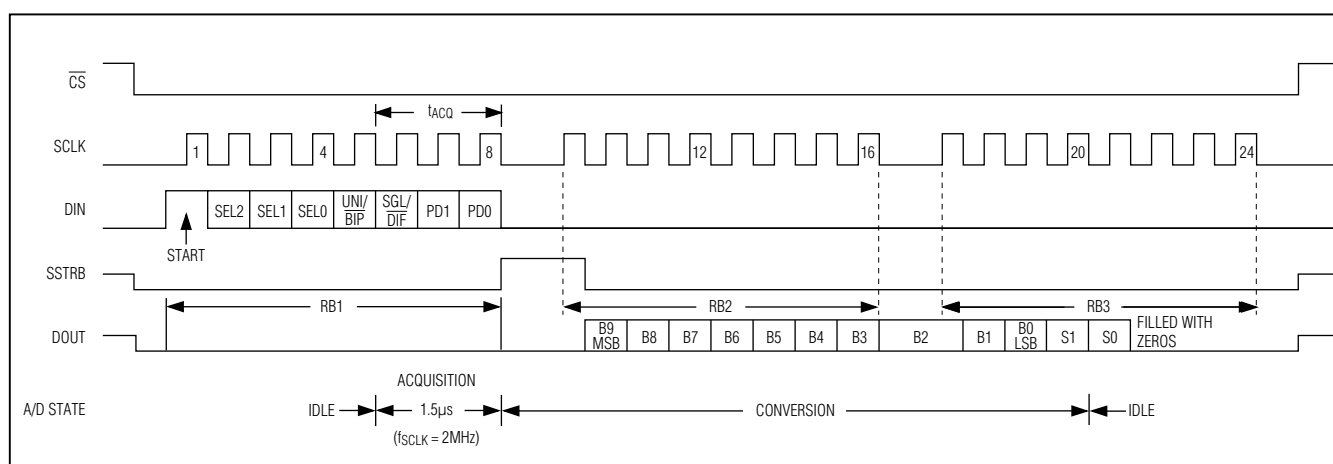 CS
tACQ
SCLK 1 4 8 12 16 20 24
DIN SEL2 SEL1 SEL0 UNI/BIP SGL/DIF PD1 PD0
START
SSTRB
RB1 RB2 RB3
DOUT B9 MSB B8 B7 B6 B5 B4 B3 B2 B1 B0 LSB S1 S0 FILLED WITH ZEROS
ACQUISITION
A/D STATE IDLE 1.5µs CONVERSION IDLE
(fSCLK = 2MHz)